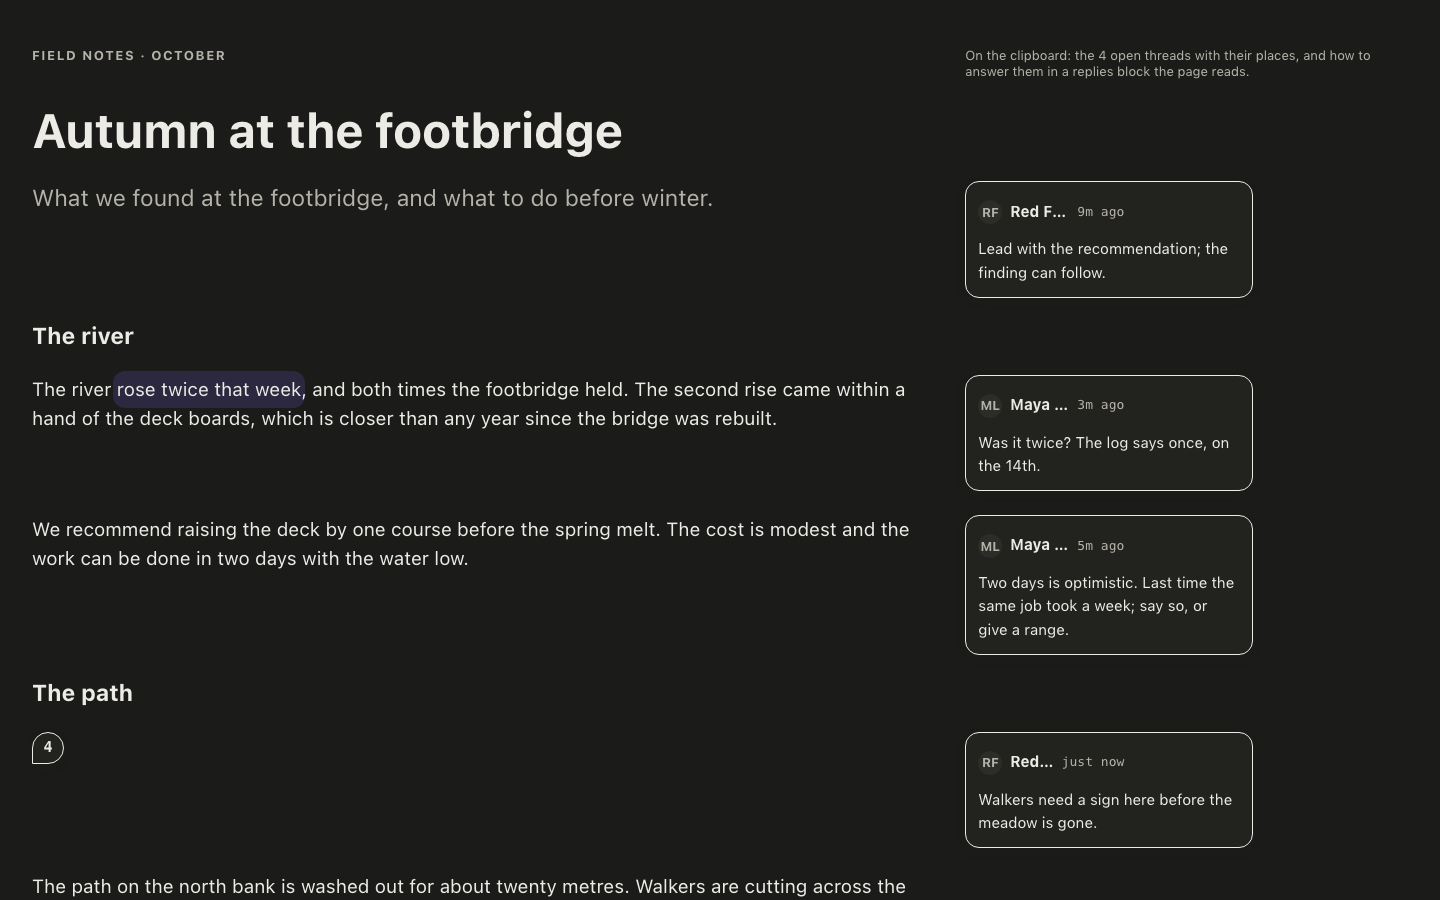 FIELD NOTES · OCTOBER
On the clipboard: the 4 open threads with their places, and how to
answer them in a replies block the page reads.
Autumn at the footbridge
What we found at the footbridge, and what to do before winter.
RF Red F... 9m ago
Lead with the recommendation; the
finding can follow.
The river
The river rose twice that week, and both times the footbridge held. The second rise came within a
hand of the deck boards, which is closer than any year since the bridge was rebuilt.
ML Maya ... 3m ago
Was it twice? The log says once, on
the 14th.
We recommend raising the deck by one course before the spring melt. The cost is modest and the
work can be done in two days with the water low.
ML Maya ... 5m ago
Two days is optimistic. Last time the
same job took a week; say so, or
give a range.
The path
4
RF Red... just now
Walkers need a sign here before the
meadow is gone.
The path on the north bank is washed out for about twenty metres. Walkers are cutting across the